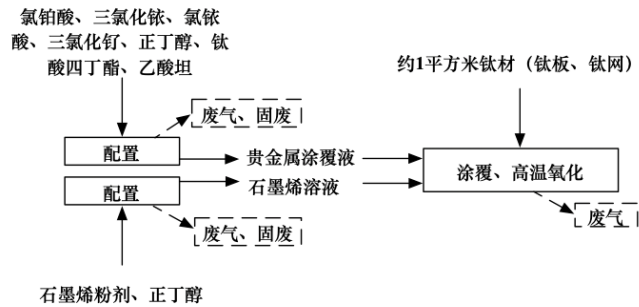 氯铂酸、三氯化铱、氯铱
酸、三氯化钌、正丁醇、钛
酸四丁酯、乙酸坦
约1平方米钛材（钛板、钛网）
废气、固废
配置
贵金属涂覆液
涂覆、高温氧化
配置
石墨烯溶液
废气
废气、固废
石墨烯粉剂、正丁醇